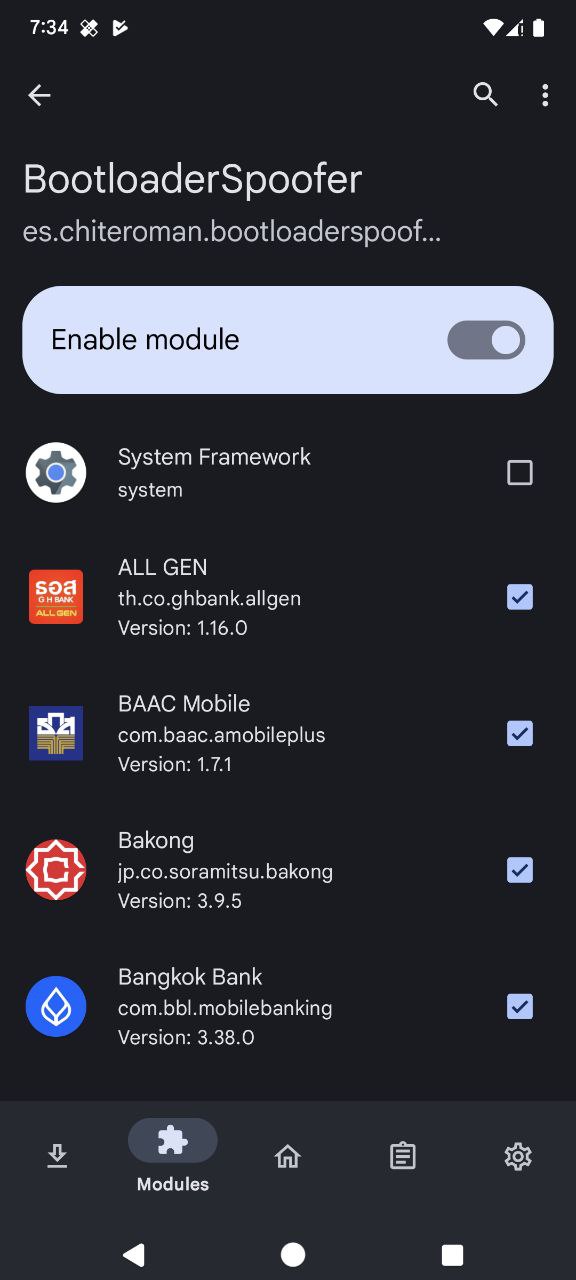 7:34
BootloaderSpoofer
es.chiteroman.bootloaderspoof...
Enable module
System Framework
system
ALL GEN
ธอส
G H BANK
ALL GEN
th.co.ghbank.allgen
Version: 1.16.0
BAAC Mobile
com.baac.amobileplus
Version: 1.7.1
Bakong
jp.co.soramitsu.bakong
Version: 3.9.5
Bangkok Bank
com.bbl.mobilebanking
Version: 3.38.0
Modules